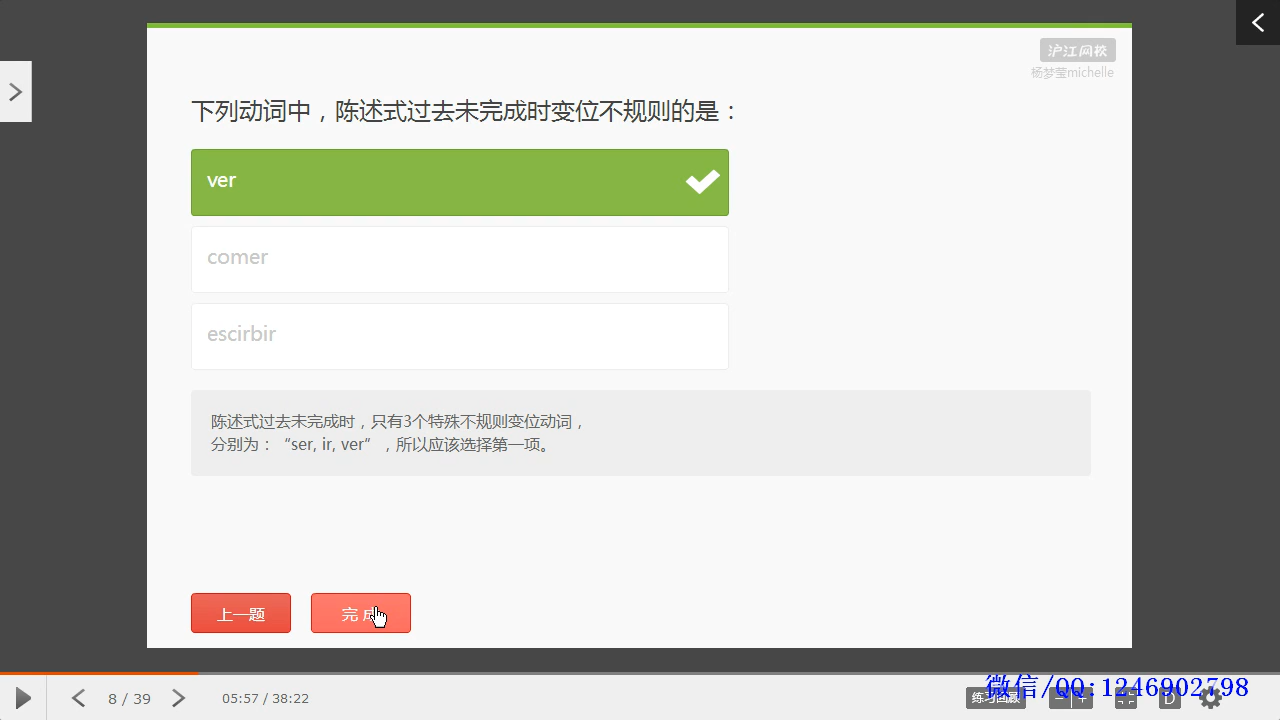 沪江网校
杨梦莹michelle
下列动词中，陈述式过去未完成时变位不规则的是：
ver
comer
escirbir
陈述式过去未完成时，只有3个特殊不规则变位动词，
分别为：“ser, ir, ver”，所以应该选择第一项。
上一题
完成
8 / 39
05:57 / 38:22
练习回顾
D
微信/QQ:1246902798